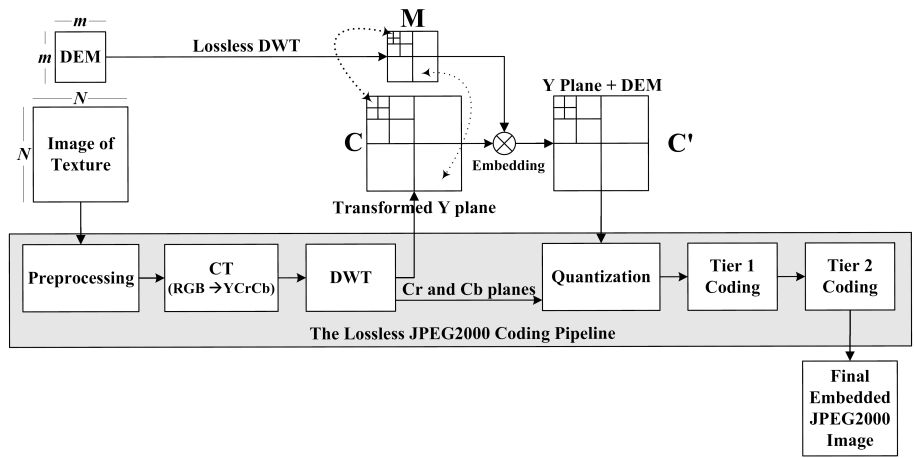 m
M
m
DEM
Lossless DWT
N
Y Plane + DEM
N
Image of
Texture
C
Embedding
C'
Transformed Y plane
Preprocessing
CT
(RGB →YCrCb)
DWT
Cr and Cb planes
Quantization
Tier 1
Coding
Tier 2
Coding
The Lossless JPEG2000 Coding Pipeline
Final
Embedded
JPEG2000
Image